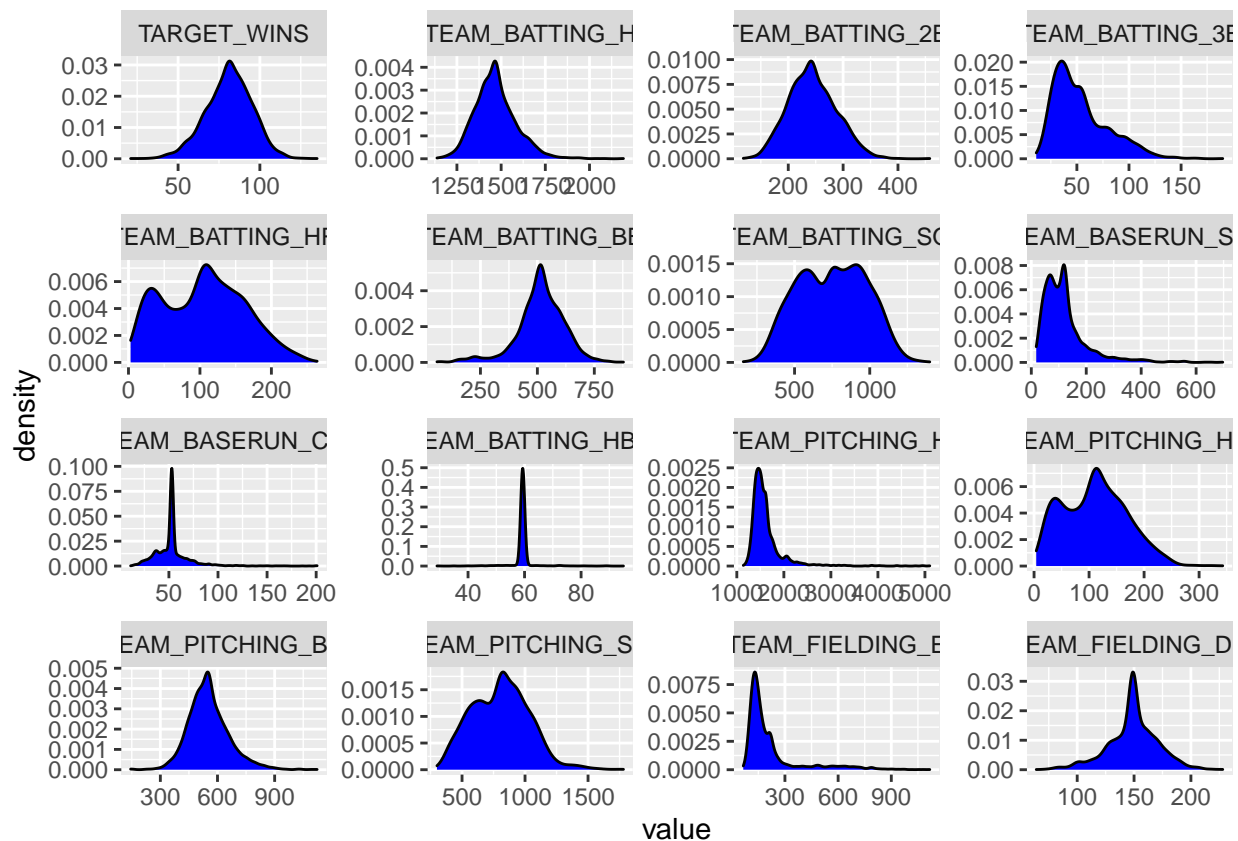 TARGET_WINS
TEAM_BATTING_H
TEAM_BATTING_2B
TEAM_BATTING_3B
0.03
0.02
0.01
0.00
0.004
0.003
0.002
0.001
0.000
0.0100
0.0075
0.0050
0.0025
0.0000
0.020
0.015
0.010
0.005
0.000
50 100
1250 1500 1750 2000
200 300 400
50 100 150
TEAM_BATTING_HR
TEAM_BATTING_BB
TEAM_BATTING_SO
EAM_BASERUN_S
0.006
0.004
0.002
0.000
0.004
0.002
0.000
0.0015
0.0010
0.0005
0.0000
0.008
0.006
0.004
0.002
0.000
0 100 200
250 500 750
500 1000
0 200 400 600
EAM_BASERUN_C
EAM_BATTING_HB
TEAM_PITCHING_H
EAM_PITCHING_H
0.100
0.075
0.050
0.025
0.000
0.5
0.4
0.3
0.2
0.1
0.0
0.0025
0.0020
0.0015
0.0010
0.0005
0.0000
0.006
0.004
0.002
0.000
50 100 150 200
40 60 80
1000 2000 3000 4000 5000
0 100 200 300
EAM_PITCHING_B
EAM_PITCHING_S
TEAM_FIELDING_E
EAM_FIELDING_D
0.005
0.004
0.003
0.002
0.001
0.000
0.0015
0.0010
0.0005
0.0000
0.0075
0.0050
0.0025
0.0000
0.03
0.02
0.01
0.00
300 600 900
500 1000 1500
300 600 900
100 150 200
density
value